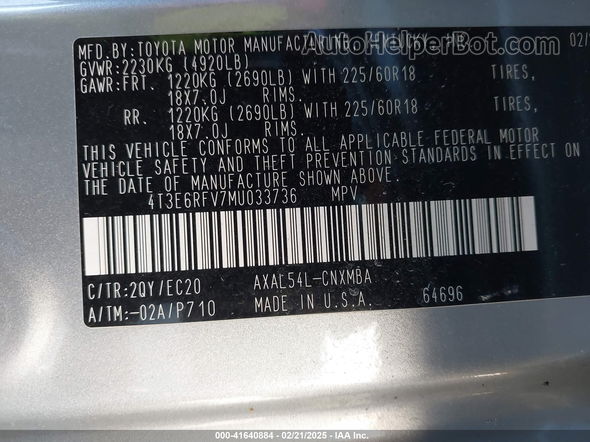 MFD. BY: TOYOTA MOTOR MANUFACTURING, KENTUCKY, INC. 02/
AutoHelperBot.com
GVWR: 2230KG (4920LB)
GAWR: FRT. 1220KG (2690LB) WITH 225/60R18 TIRES,
18X7.0J RIMS.
RR. 1220KG (2690LB) WITH 225/60R18 TIRES,
18X7.0J RIMS.
THIS VEHICLE CONFORMS TO ALL APPLICABLE FEDERAL MOTOR
VEHICLE SAFETY AND THEFT PREVENTION STANDARDS IN EFFECT ON
THE DATE OF MANUFACTURE SHOWN ABOVE.
4T3E6RFV7MU033736 MPV
C/TR: 2QY/EC20 AXAL54L-CNXMBA
A/TM: -02A/P710 MADE IN U.S.A. 64696
000-41640884 - 02/21/2025 - IAA Inc.